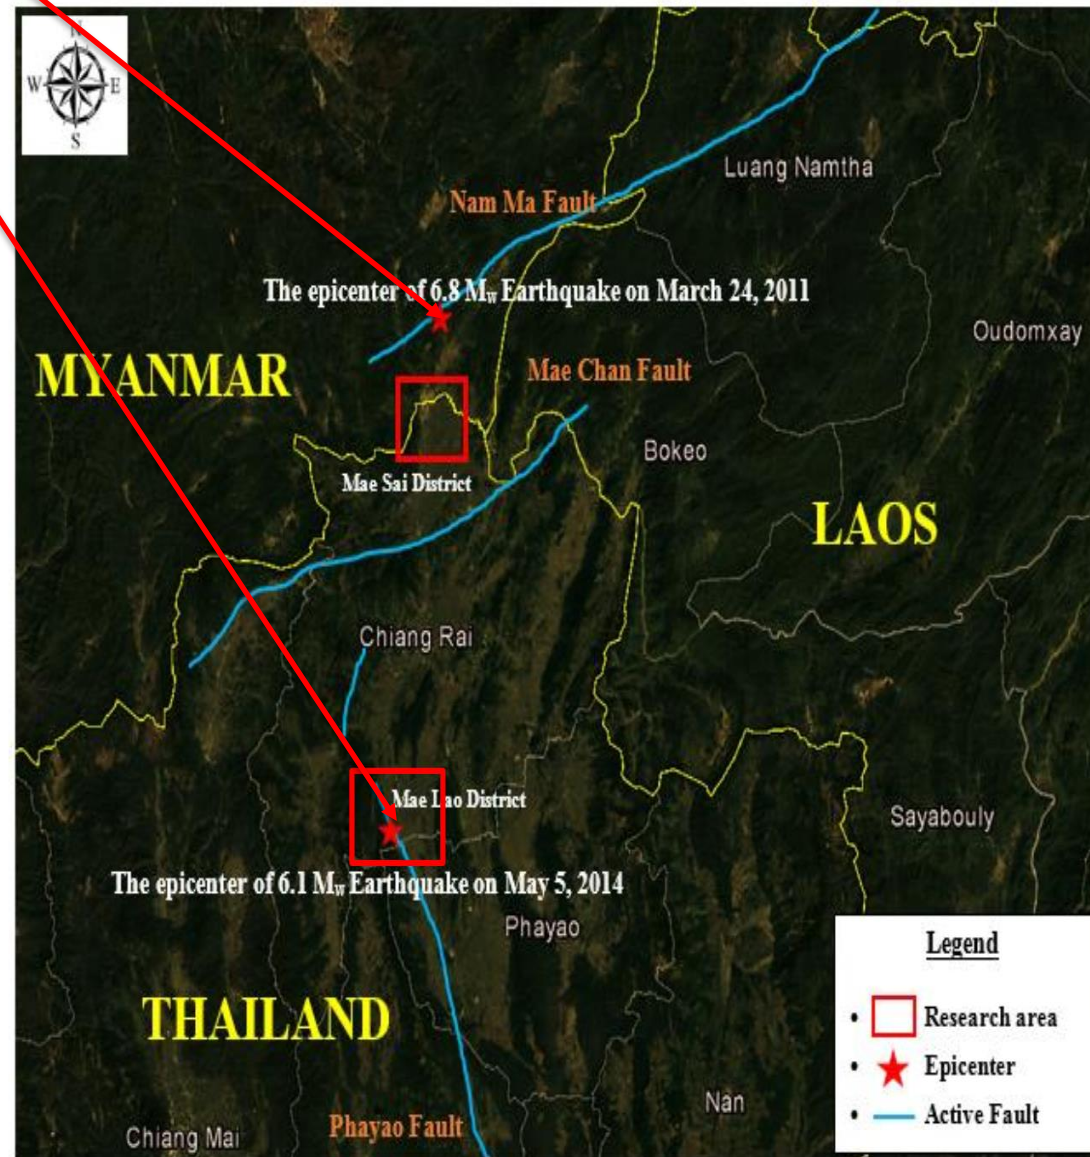 N
W E
S
Luang Namtha
Nam Ma Fault
The epicenter of 6.8 Mw Earthquake on March 24, 2011
Oudomxay
MYANMAR
Mae Chan Fault
Bokeo
Mae Sai District
LAOS
Chiang Rai
Mae Lao District
Sayabouly
The epicenter of 6.1 Mw Earthquake on May 5, 2014
Phayao
Legend
THAILAND
• Research area
• Epicenter
Nan
• Active Fault
Phayao Fault
Chiang Mai